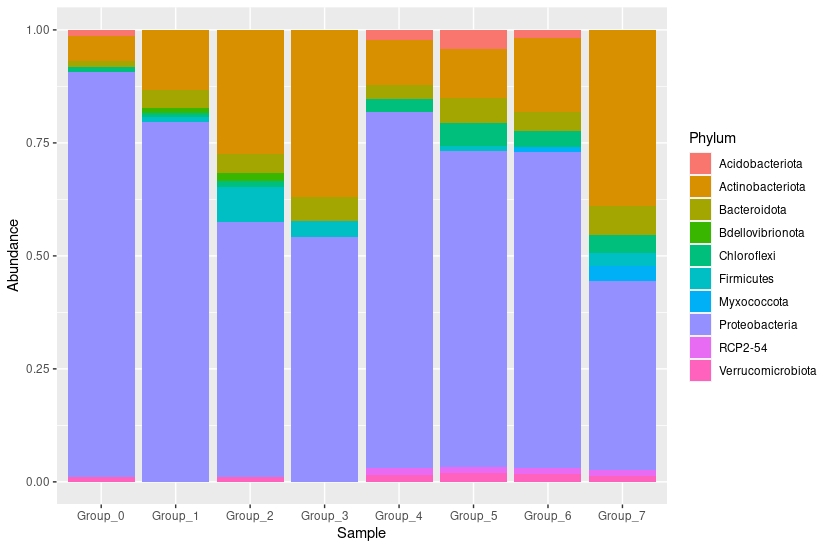 1.00
0.75
0.50
0.25
0.00
Abundance
Group_0 Group_1 Group_2 Group_3 Group_4 Group_5 Group_6 Group_7
Sample
Phylum
Acidobacteriota
Actinobacteriota
Bacteroidota
Bdellovibrionota
Chloroflexi
Firmicutes
Myxococcota
Proteobacteria
RCP2-54
Verrucomicrobiota